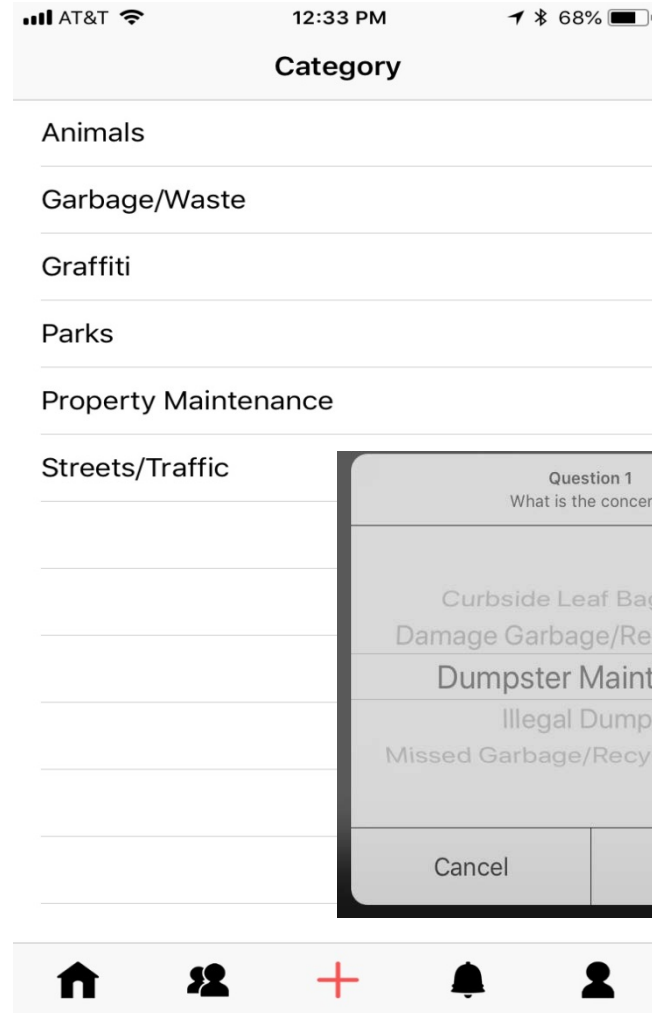 AT&T 12:33 PM 68%
Category
Animals
Garbage/Waste
Graffiti
Parks
Property Maintenance
Streets/Traffic
Question 1
What is the concer
Curbside Leaf Bag
Damage Garbage/Re
Dumpster Maint
Illegal Dump
Missed Garbage/Recy
Cancel